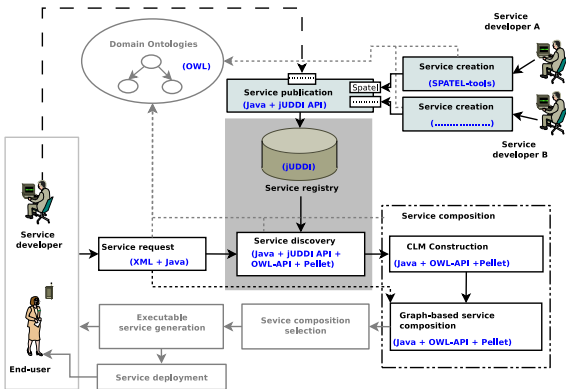 Service
developer A
Domain Ontologies
(OWL)
Service creation
(SPATEL-tools)
Spatel
Service publication
(Java + jUDDI API)
Service creation
(..................)
Service
developer B
(jUDDI)
Service registry
Service composition
Service
developer
Service request
(XML + Java)
Service discovery
(Java + jUDDI API +
OWL-API + Pellet)
CLM Construction
(Java + OWL-API +Pellet)
Executable
service generation
Sevice composition
selection
Graph-based service
composition
(Java + OWL-API + Pellet)
End-user
Service deployment